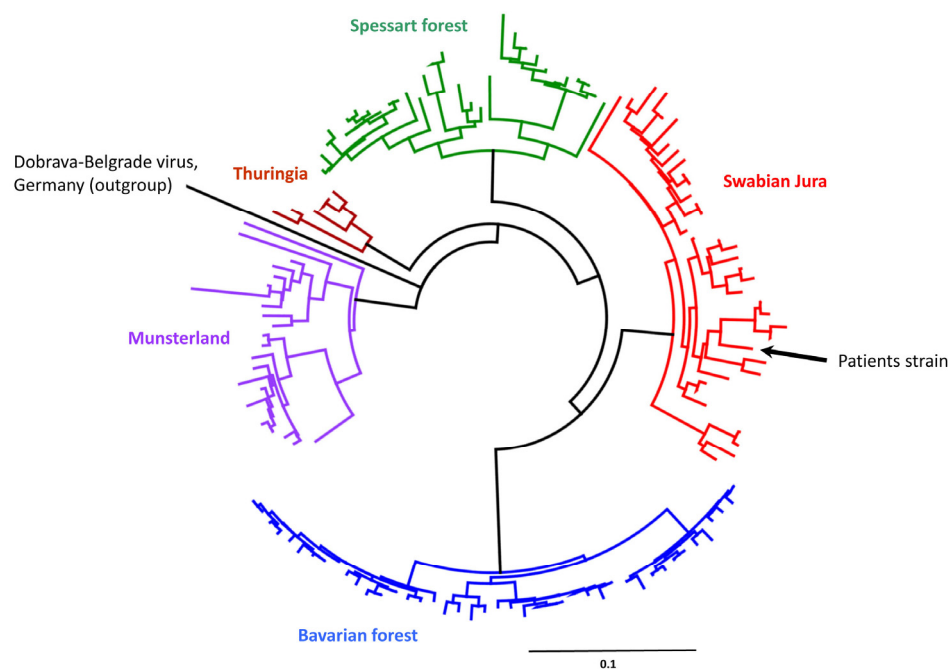 Spessart forest
Dobrava-Belgrade virus,
Germany (outgroup)
Thuringia
Swabian Jura
Munsterland
Patients strain
Bavarian forest
0.1